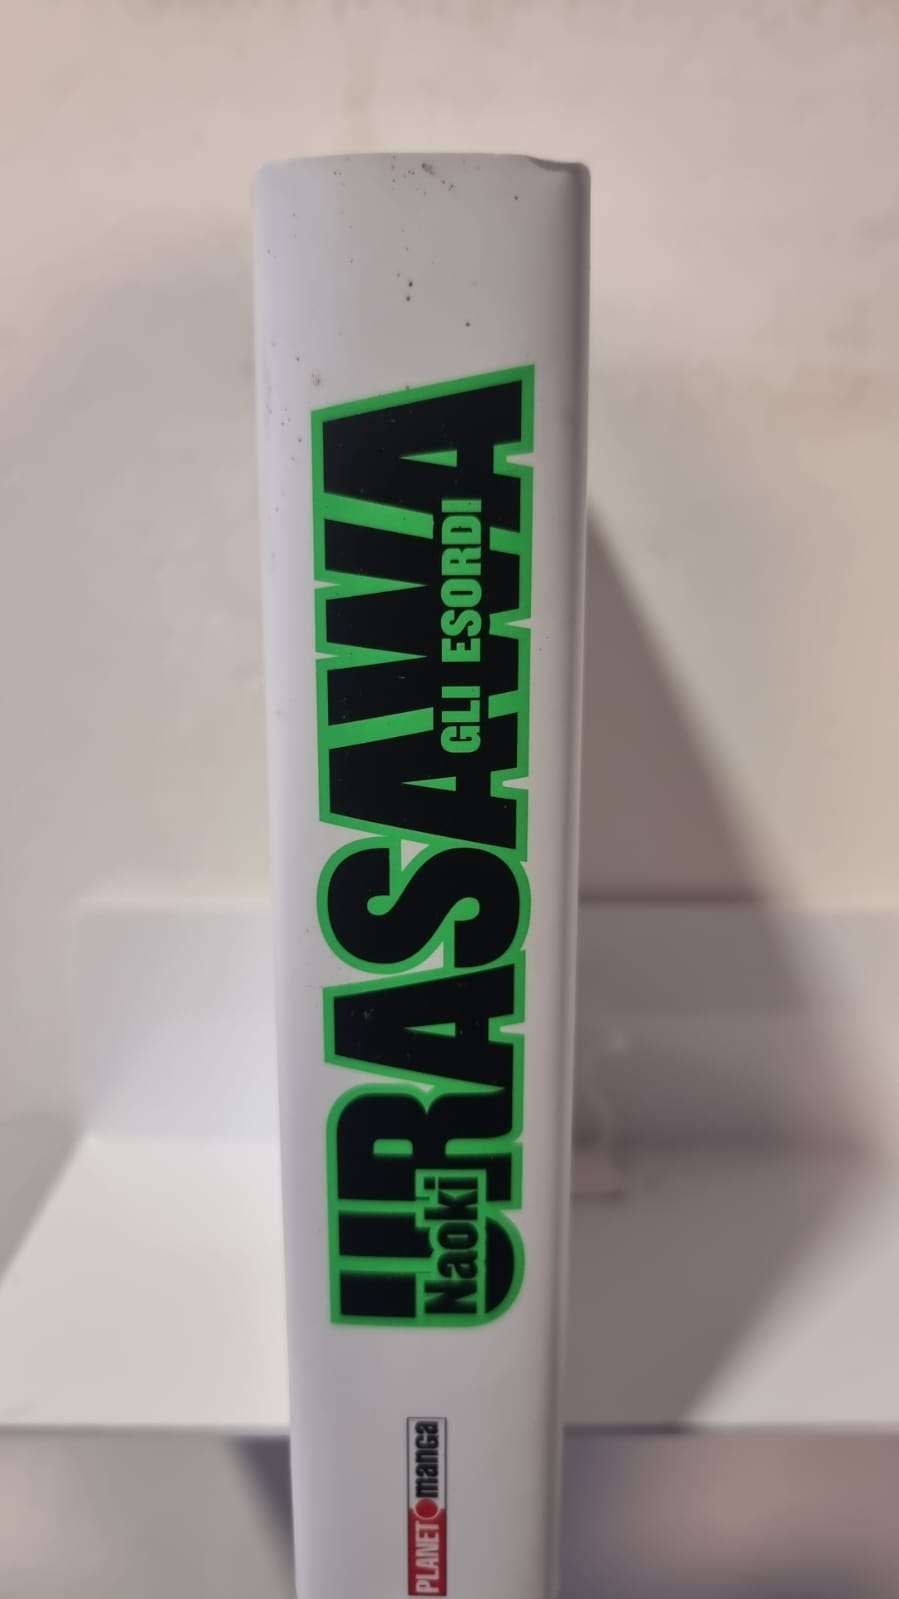 Naoki
URASAWA
GLI ESORDI
PLANET manga